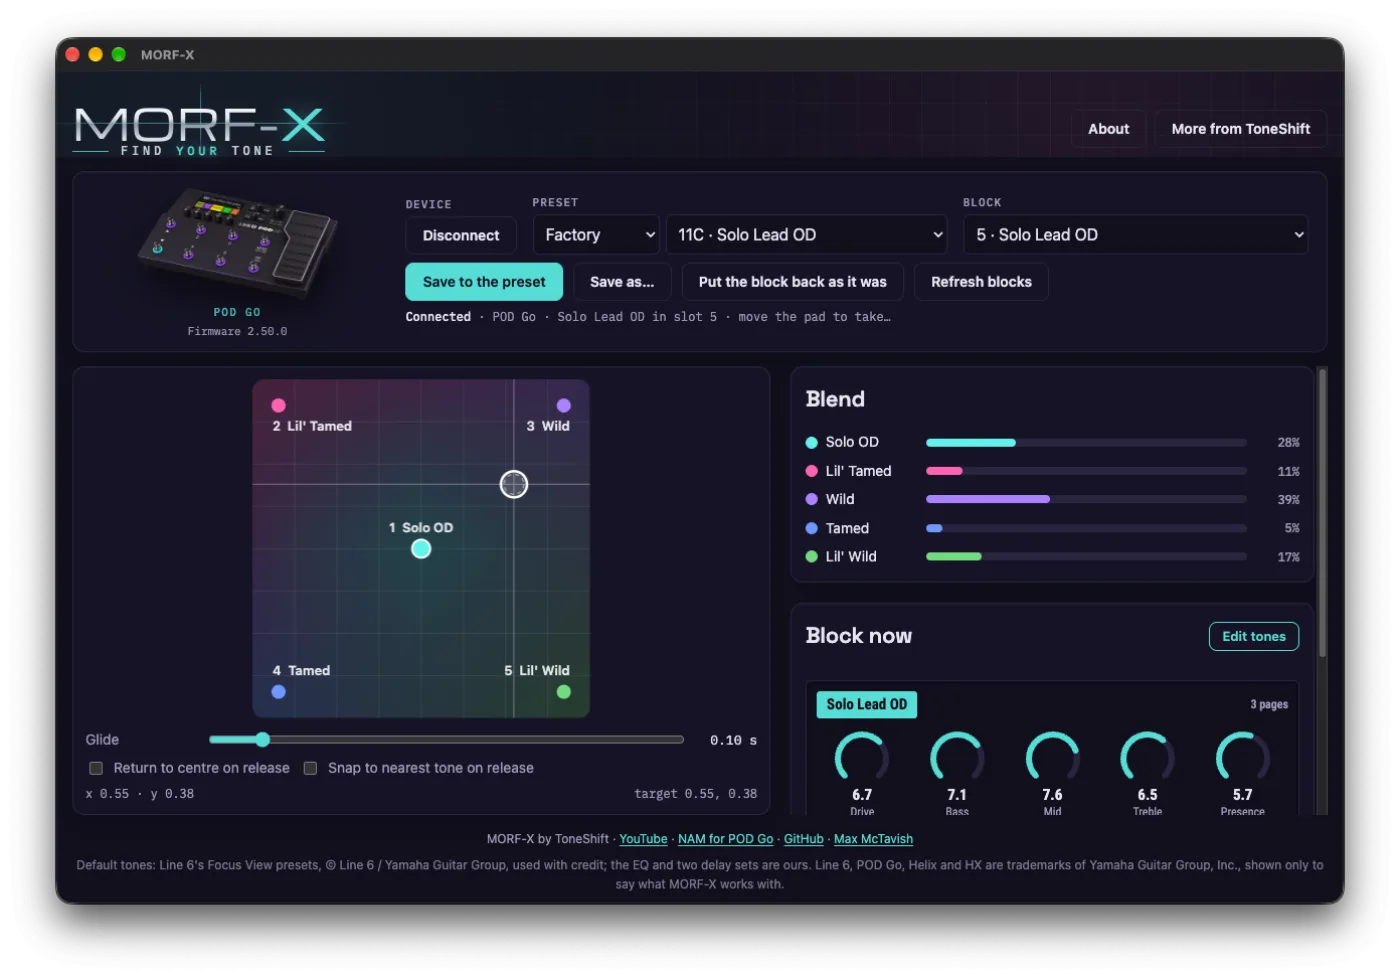 MORF-X
MORF-X
FIND YOUR TONE
About
More from ToneShift
DEVICE
PRESET
BLOCK
Disconnect
Factory
11C · Solo Lead OD
5 · Solo Lead OD
Save to the preset
Save as...
Put the block back as it was
Refresh blocks
Connected · POD Go · Solo Lead OD in slot 5 · move the pad to take…
POD GO
Firmware 2.50.0
2 Lil' Tamed
3 Wild
1 Solo OD
4 Tamed
5 Lil' Wild
Glide
0.10 s
Return to centre on release
Snap to nearest tone on release
x 0.55 · y 0.38
target 0.55, 0.38
Blend
Solo OD 28%
Lil' Tamed 11%
Wild 39%
Tamed 5%
Lil' Wild 17%
Block now
Edit tones
Solo Lead OD
3 pages
6.7 7.1 7.6 6.5 5.7
Drive Bass Mid Treble Presence
MORF-X by ToneShift · YouTube · NAM for POD Go · GitHub · Max McTavish
Default tones: Line 6's Focus View presets, © Line 6 / Yamaha Guitar Group, used with credit; the EQ and two delay sets are ours. Line 6, POD Go, Helix and HX are trademarks of Yamaha Guitar Group, Inc., shown only to
say what MORF-X works with.